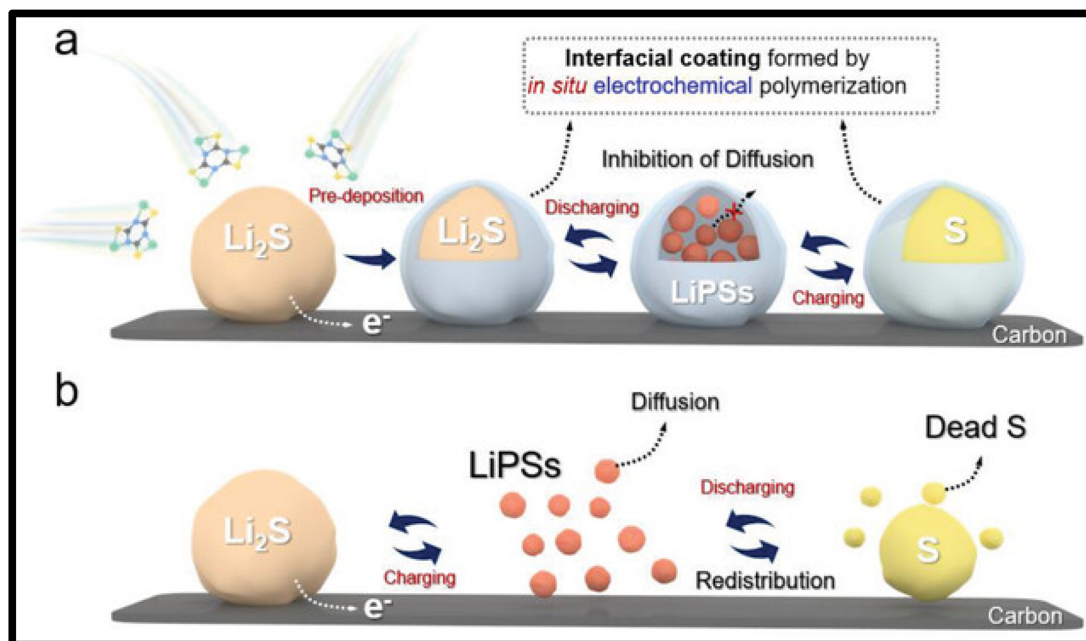 a
Interfacial coating formed by
in situ electrochemical polymerization
Inhibition of Diffusion
Pre-deposition
Discharging
Li₂S
Li₂S
LiPSs
S
Charging
e⁻
Carbon
b
Diffusion
LiPSs
Dead S
Discharging
Li₂S
S
Charging
Redistribution
e⁻
Carbon